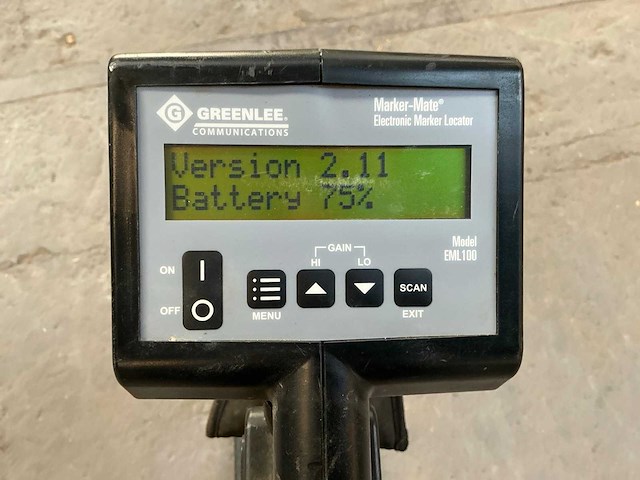 G GREENLEE®
COMMUNICATIONS
Marker-Mate®
Electronic Marker Locator
Version 2.11
Battery 75%
Model
EML100
GAIN
HI LO
ON
OFF
SCAN
MENU
EXIT